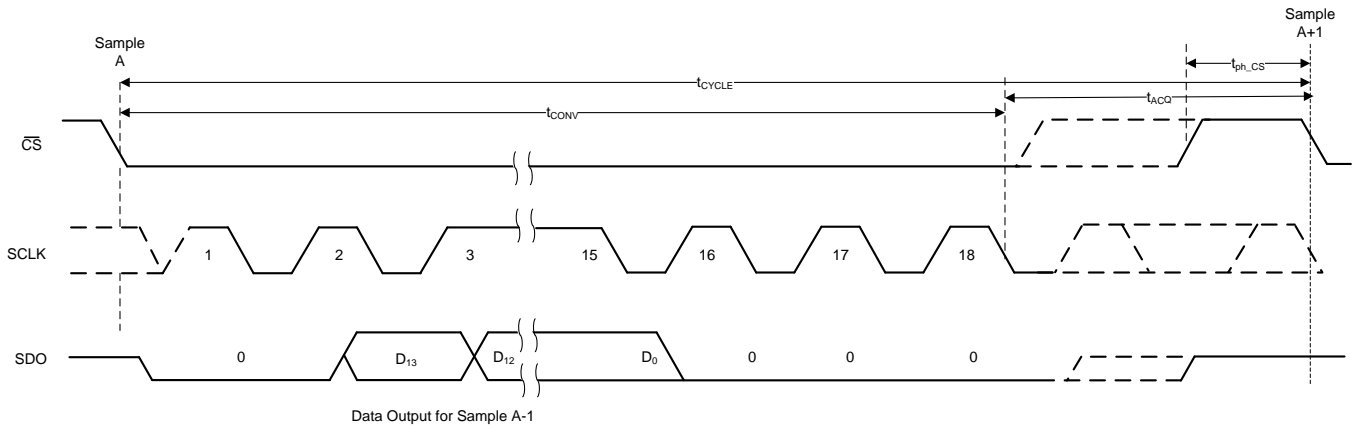 Sample
A
Sample
A+1
tph_CS
tCYCLE
tACQ
tCONV
CS
SCLK
1
2
3
15
16
17
18
SDO
0
D13
D12
D0
0
0
0
Data Output for Sample A-1